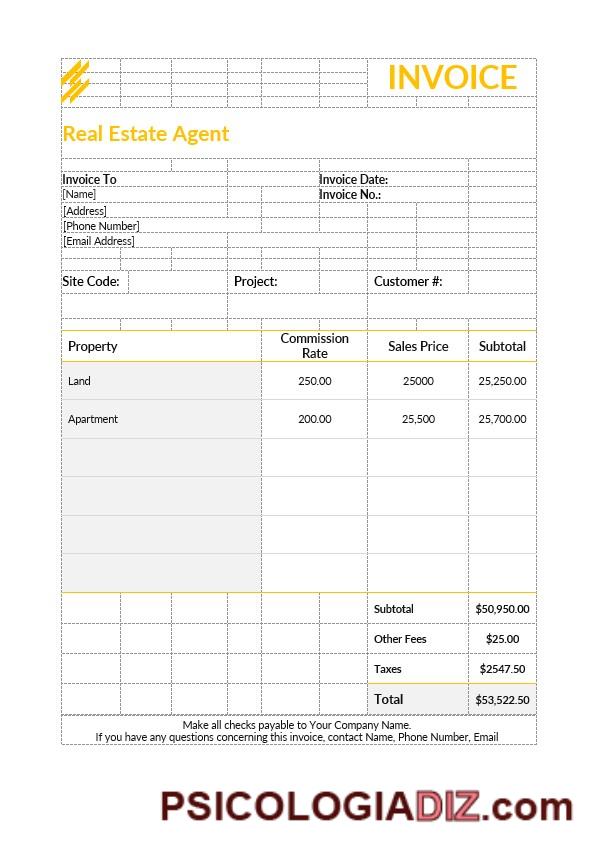 INVOICE
Real Estate Agent
Invoice To Invoice Date:
[Name] Invoice No.:
[Address]
[Phone Number]
[Email Address]
Site Code: Project: Customer #:
Property Commission Rate Sales Price Subtotal
Land 250.00 25000 25,250.00
Apartment 200.00 25,500 25,700.00
Subtotal $50,950.00
Other Fees $25.00
Taxes $2547.50
Total $53,522.50
Make all checks payable to Your Company Name.
If you have any questions concerning this invoice, contact Name, Phone Number, Email
PSICOLOGIADIZ.com